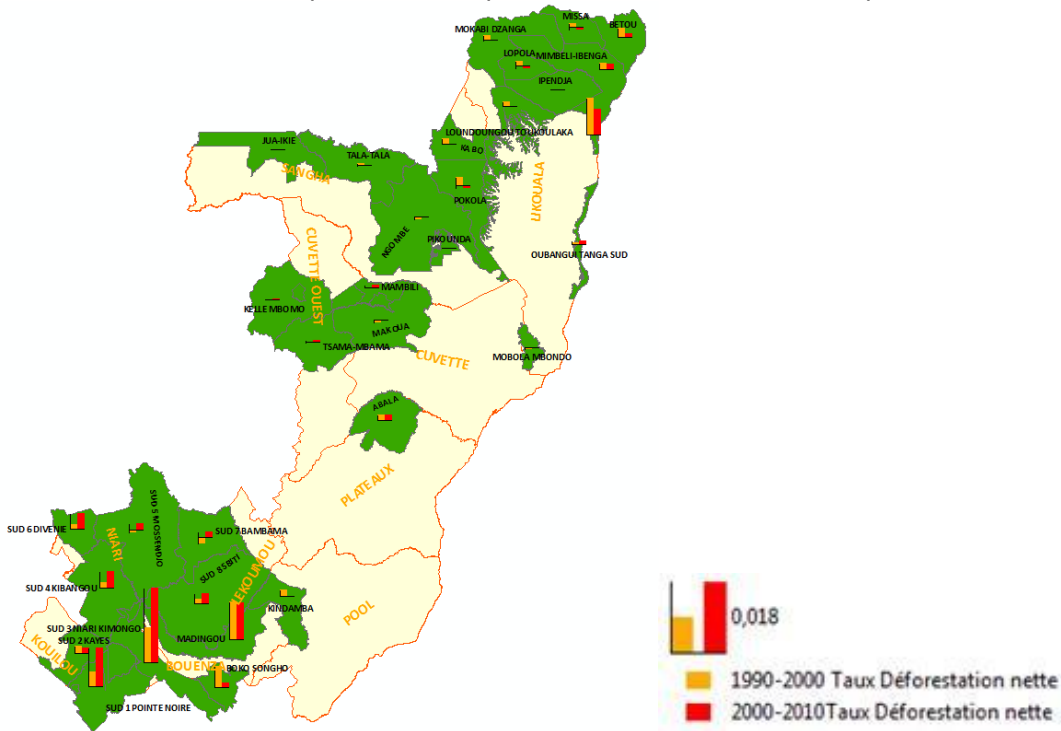 MISSA
MOKABI DZANGA
BETOU
LOPOLA
MIMBELI-IBENGA
IPENDJA
LOUNDOUNGOU TOUKOULAKA
JUA-IKIE
KABO
TALA-TALA
SANGHA
POKOLA
LIKOUALA
NGOMBE
PIKOUNDA
OUBANGUI TANGA SUD
CUVETTE OUEST
MAMBILI
KELLE MBOMO
MAKOUA
TSAMA-MBAMA
CUVETTE
MOBOLA MBONDO
ABALA
PLATEAUX
SUD 5 MOSSENDJO
SUD 6 DIVENIE
SUD 7 BAMBAMA
NIARI
SUD 8 SIBITI
LEKOUMOU
SUD 4 KIBANGOU
KINDAMBA
POOL
SUD 3 NIARI KIMONGO
MADINGOU
SUD 2 KAYES
KOUILOU
BOUENZA
BOKO SONGHO
SUD 1 POINTE NOIRE
0,018
1990-2000 Taux Déforestation nette
2000-2010 Taux Déforestation nette